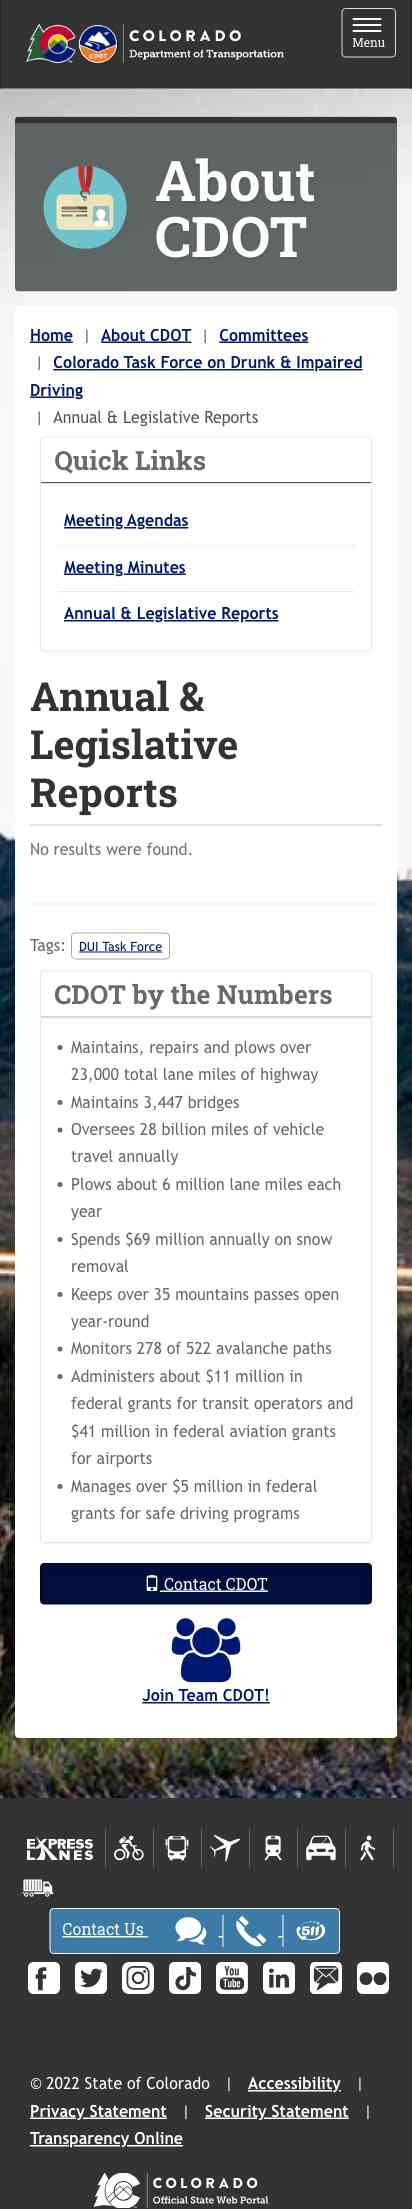 COLORADO
Department of Transportation
CDOT
Menu
About
CDOT
Home | About CDOT | Committees
| Colorado Task Force on Drunk & Impaired
Driving
| Annual & Legislative Reports
Quick Links
Meeting Agendas
Meeting Minutes
Annual & Legislative Reports
Annual &
Legislative
Reports
No results were found.
Tags: DUI Task Force
CDOT by the Numbers
• Maintains, repairs and plows over
23,000 total lane miles of highway
• Maintains 3,447 bridges
• Oversees 28 billion miles of vehicle
travel annually
• Plows about 6 million lane miles each
year
• Spends $69 million annually on snow
removal
• Keeps over 35 mountains passes open
year-round
• Monitors 278 of 522 avalanche paths
• Administers about $11 million in
federal grants for transit operators and
$41 million in federal aviation grants
for airports
• Manages over $5 million in federal
grants for safe driving programs
Contact CDOT
Join Team CDOT!
EXPRESS
LANES
Contact Us
511
You
Tube
in
© 2022 State of Colorado | Accessibility |
Privacy Statement | Security Statement |
Transparency Online
COLORADO
Official State Web Portal